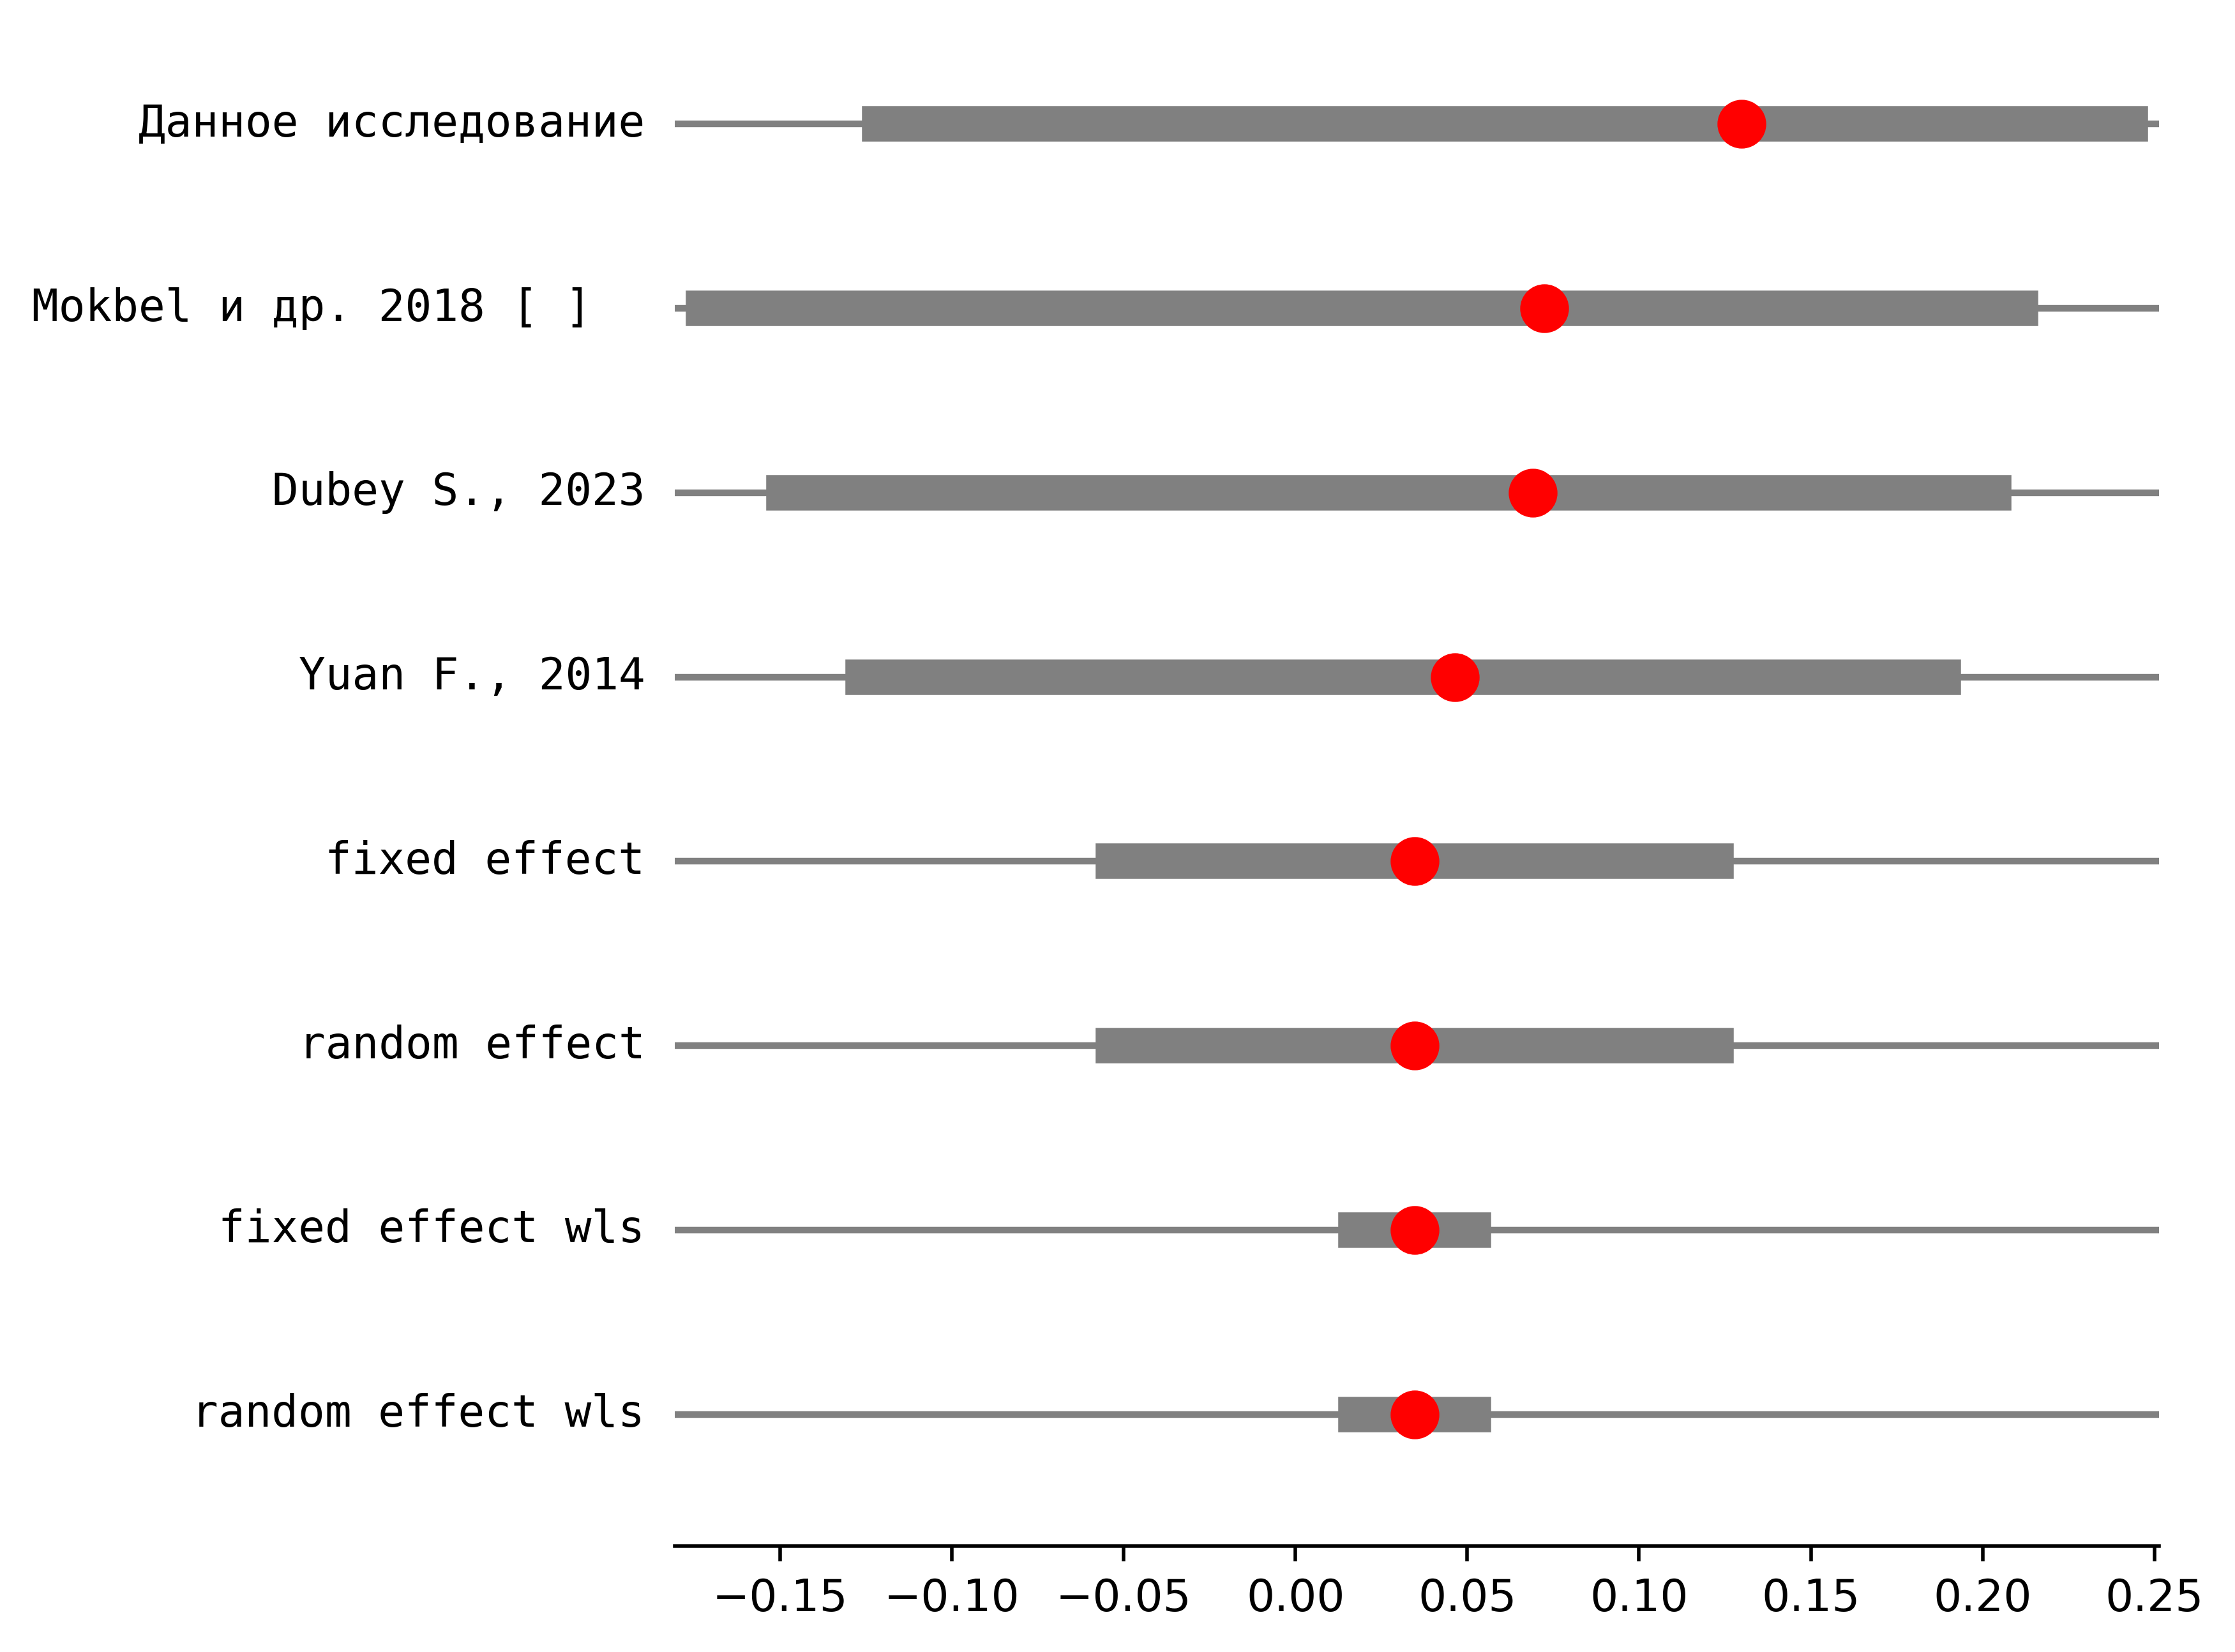 Данное исследование
Mokbel и др. 2018 [ ]
Dubey S., 2023
Yuan F., 2014
fixed effect
random effect
fixed effect wls
random effect wls
−0.15 −0.10 −0.05 0.00 0.05 0.10 0.15 0.20 0.25